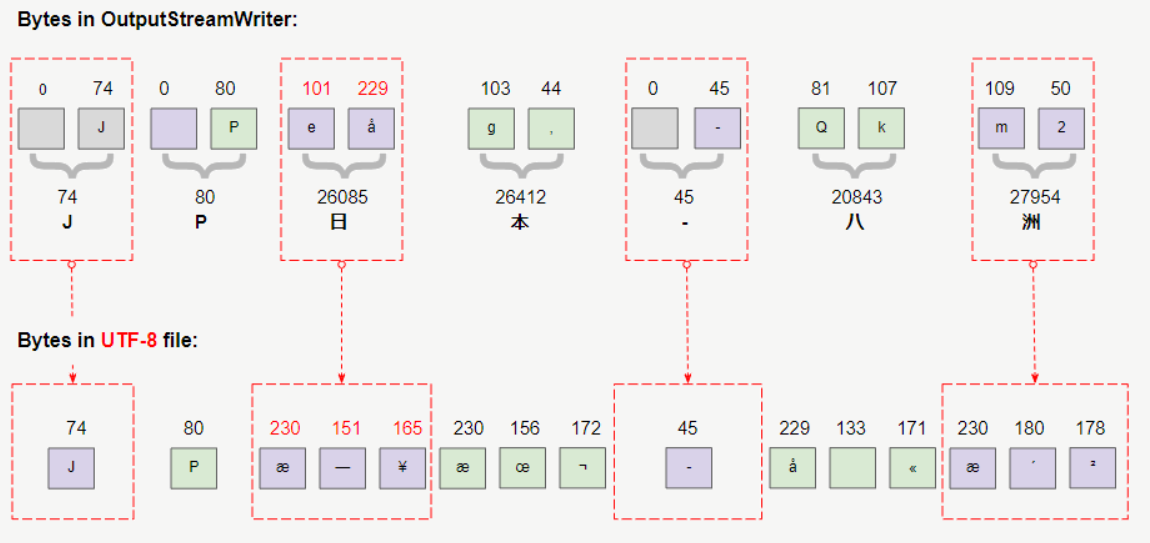 Bytes in OutputStreamWriter:
0 74 0 80 101 229 103 44 0 45 81 107 109 50
J P e å g , - Q k m 2
74 80 26085 26412 45 20843 27954
J P 日 本 - 八 洲
Bytes in UTF-8 file:
74 80 230 151 165 230 156 172 45 229 133 171 230 180 178
J P æ — ¥ æ œ ¬ - å « æ ´ ²